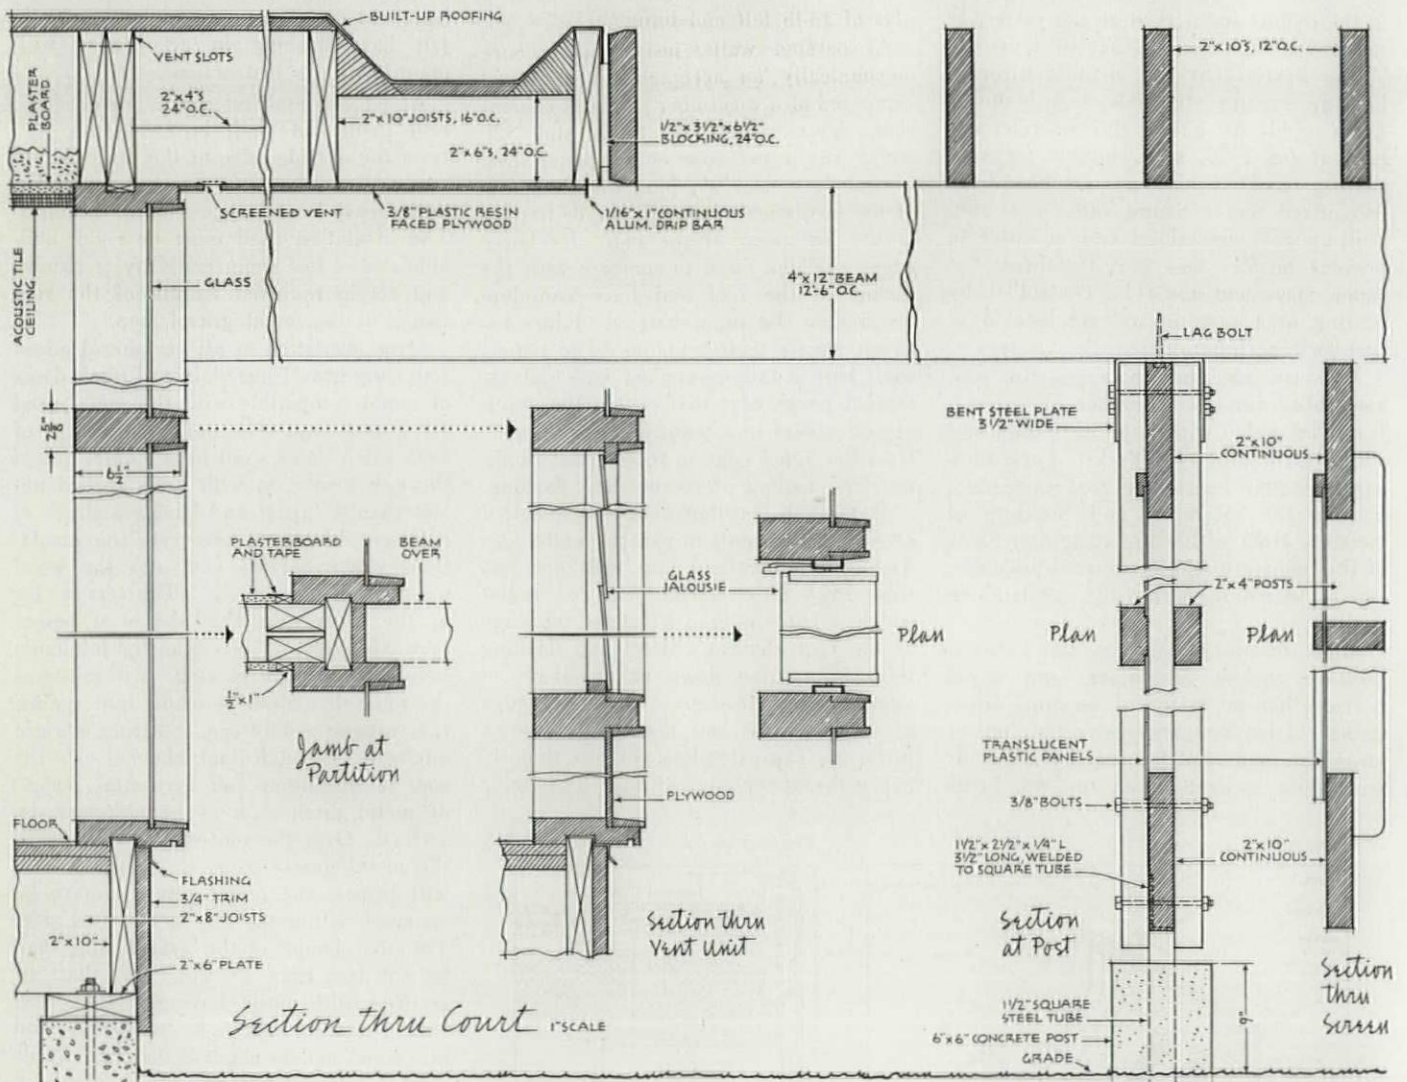 BUILT-UP ROOFING
VENT SLOTS
PLASTER
BOARD
2"x4"S
24"O.C.
2"x10"JOISTS, 16"O.C.
2"x6"S, 24"O.C.
1/2"x 3 1/2"x 6 1/2"
BLOCKING, 24"O.C.
2"x10'S, 12"O.C.
SCREENED VENT
3/8" PLASTIC RESIN
FACED PLYWOOD
1/16"x1"CONTINUOUS
ALUM. DRIP BAR
ACOUSTIC TILE
CEILING
GLASS
4"x12"BEAM
12'-6"O.C.
LAG BOLT
BENT STEEL PLATE
3 1/2" WIDE
2"x10"
CONTINUOUS
6 1/2"
PLASTERBOARD
AND TAPE
BEAM
OVER
GLASS
JALOUSIE
2"x 4"POSTS
Plan
Plan
Plan
1/2"x1"
Jamb at
Partition
TRANSLUCENT
PLASTIC PANELS
PLYWOOD
3/8"BOLTS
FLOOR
1 1/2"x 2 1/2"x 1/4" L
3 1/2"LONG, WELDED
TO SQUARE TUBE
2"x10"
CONTINUOUS
FLASHING
3/4" TRIM
2"x8"JOISTS
2"x10"
2"x6"PLATE
Section thru
Vent Unit
Section
at Post
Section
thru
Screen
1 1/2" SQUARE
STEEL TUBE
9"
6"x6" CONCRETE POST
GRADE
Section thru Court 1"SCALE